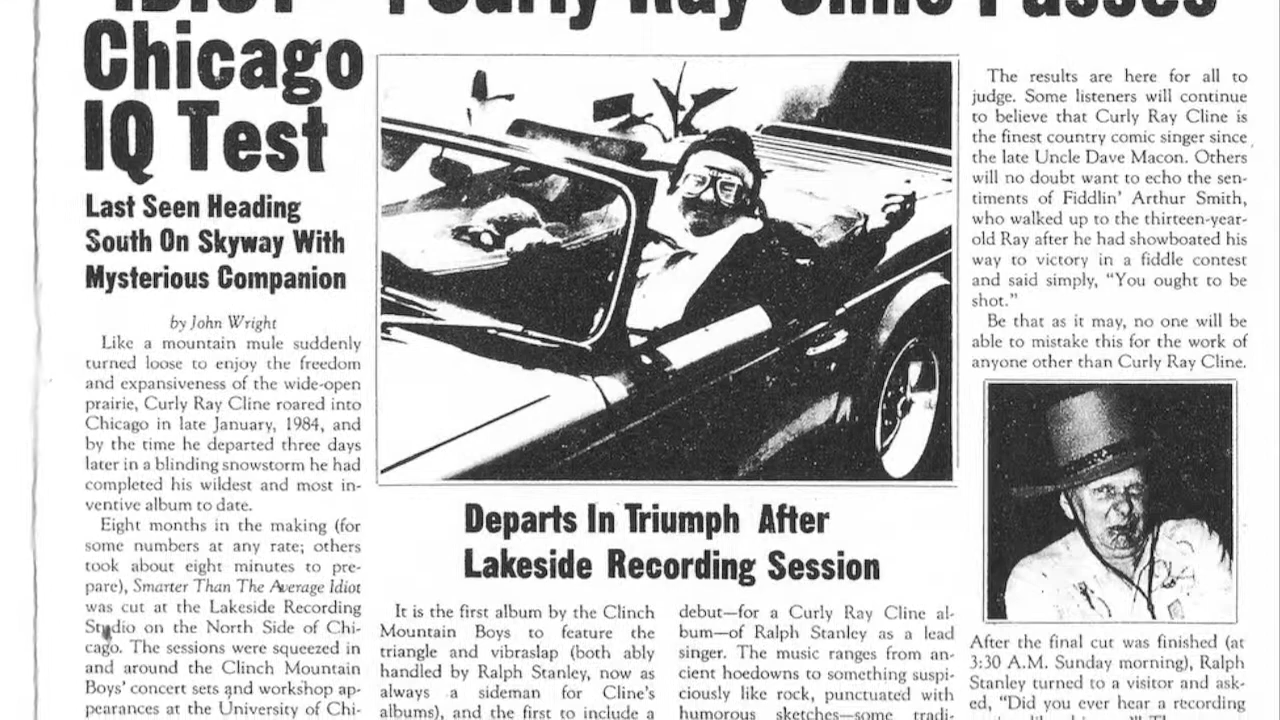 "IDIOT"
Curly Ray Cline Passes
Chicago
IQ Test
Last Seen Heading
South On Skyway With
Mysterious Companion
by John Wright
Like a mountain mule suddenly
turned loose to enjoy the freedom
and expansiveness of the wide-open
prairie, Curly Ray Cline roared into
Chicago in late January, 1984, and
by the time he departed three days
later in a blinding snowstorm he had
completed his wildest and most in-
ventive album to date.
Eight months in the making (for
some numbers at any rate; others
took about eight minutes to pre-
pare), Smarter Than The Average Idiot
was cut at the Lakeside Recording
Studio on the North Side of Chi-
cago. The sessions were squeezed in
and around the Clinch Mountain
Boys' concert sets and workshop ap-
pearances at the University of Chi-
Departs In Triumph After
Lakeside Recording Session
It is the first album by the Clinch
Mountain Boys to feature the
triangle and vibraslap (both ably
handled by Ralph Stanley, now as
always a sideman for Cline's
albums), and the first to include a
debut—for a Curly Ray Cline al-
bum—of Ralph Stanley as a lead
singer. The music ranges from an-
cient hoedowns to something suspi-
ciously like rock, punctuated with
humorous sketches—some tradi-
The results are here for all to
judge. Some listeners will continue
to believe that Curly Ray Cline is
the finest country comic singer since
the late Uncle Dave Macon. Others
will no doubt want to echo the sen-
timents of Fiddlin' Arthur Smith,
who walked up to the thirteen-year-
old Ray after he had showboated his
way to victory in a fiddle contest
and said simply, "You ought to be
shot."
Be that as it may, no one will be
able to mistake this for the work of
anyone other than Curly Ray Cline.
After the final cut was finished (at
3:30 A.M. Sunday morning), Ralph
Stanley turned to a visitor and ask-
ed, "Did you ever hear a recording